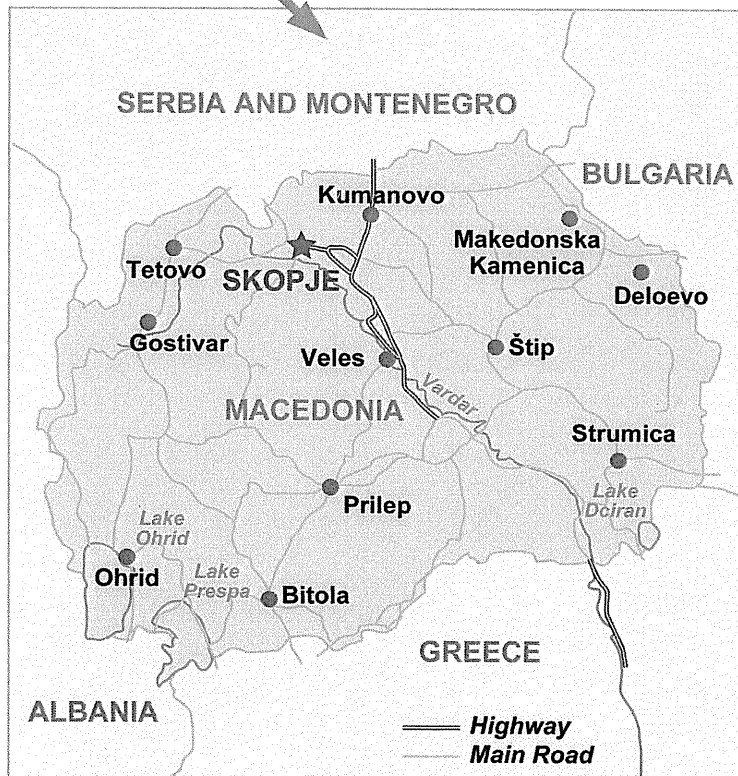 SERBIA AND MONTENEGRO
BULGARIA
Kumanovo
Makedonska
Kamenica
Tetovo
SKOPJE
Deloevo
Gostivar
Štip
Veles
Vardar
MACEDONIA
Strumica
Lake
Dciran
Prilep
Lake
Ohrid
Ohrid
Lake
Prespa
Bitola
GREECE
ALBANIA
Highway
Main Road